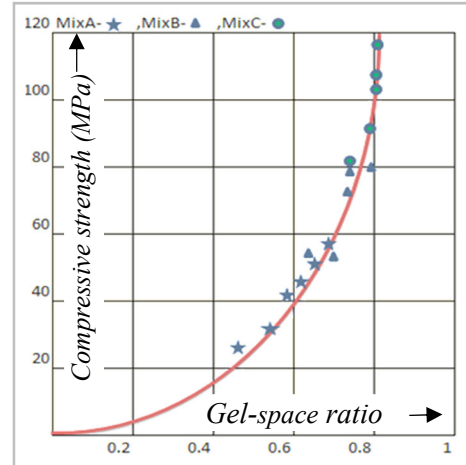 120 MixA- ,MixB- ,MixC-
100
80
60
40
20
Compressive strength (MPa)
Gel-space ratio
0.2 0.4 0.6 0.8 1